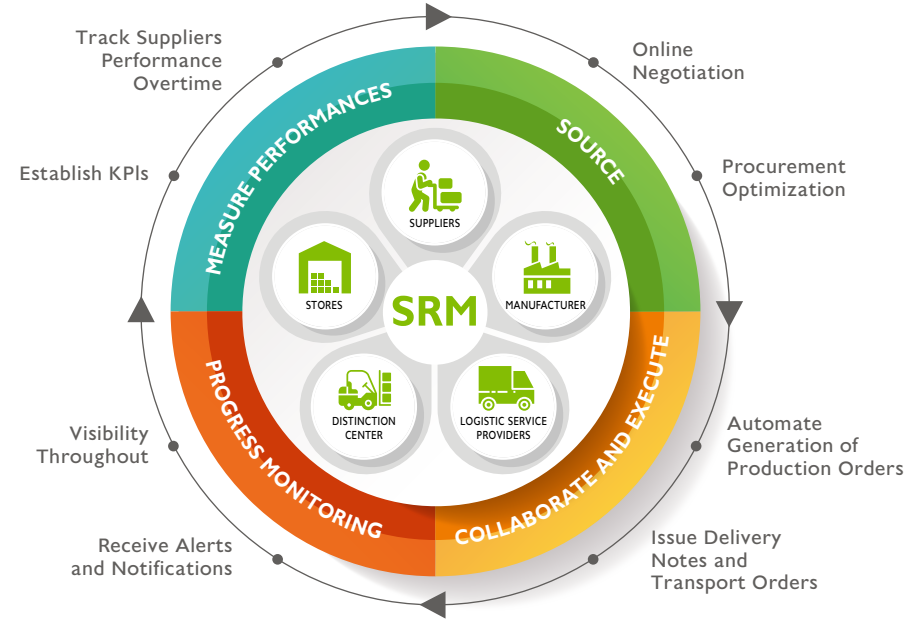 Track Suppliers
Performance
Overtime
Online
Negotiation
Establish KPIs
Procurement
Optimization
MEASURE PERFORMANCES
SOURCE
SUPPLIERS
STORES
MANUFACTURER
SRM
DISTINCTION
CENTER
LOGISTIC SERVICE
PROVIDERS
PROGRESS MONITORING
COLLABORATE AND EXECUTE
Visibility
Throughout
Automate
Generation of
Production Orders
Receive Alerts
and Notifications
Issue Delivery
Notes and
Transport Orders